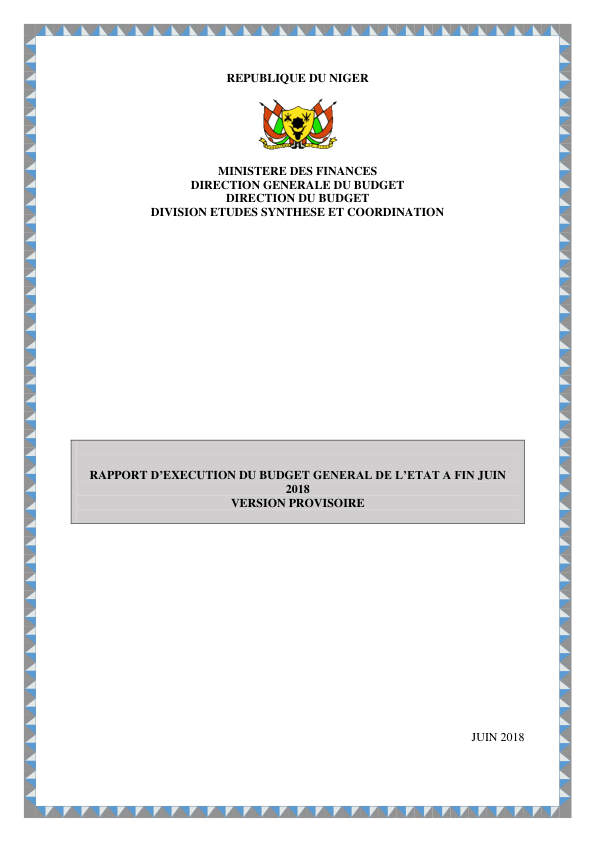 REPUBLIQUE DU NIGER
MINISTERE DES FINANCES
DIRECTION GENERALE DU BUDGET
DIRECTION DU BUDGET
DIVISION ETUDES SYNTHESE ET COORDINATION
RAPPORT D’EXECUTION DU BUDGET GENERAL DE L’ETAT A FIN JUIN
2018
VERSION PROVISOIRE
JUIN 2018